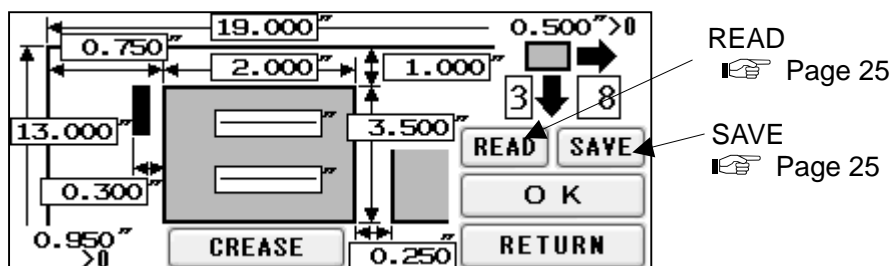 19.000″
0.500″>0
0.750″
READ
☞ Page 25
2.000″
1.000″
3 8
13.000″
″
3.500″
READ SAVE
SAVE
☞ Page 25
″
0.300″
O K
0.950″
>0
CREASE
0.250″
RETURN